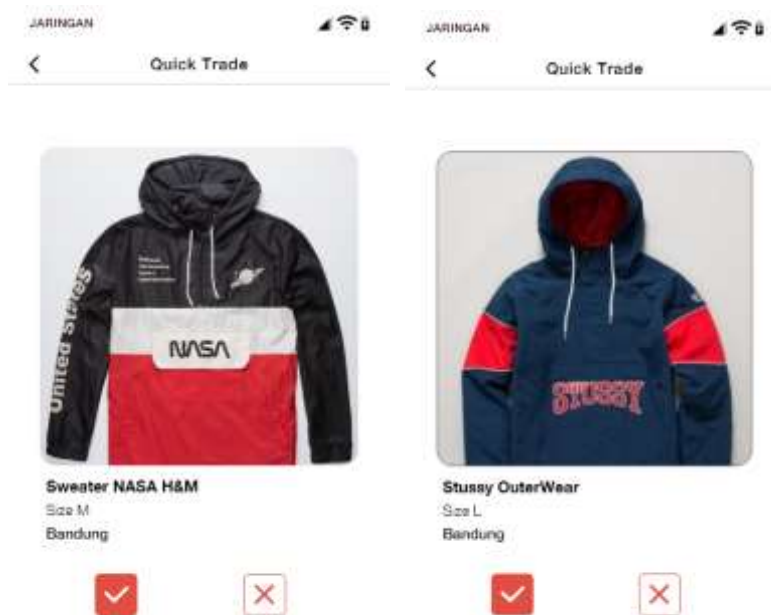 JARINGAN
Quick Trade
United States
NASA
Sweater NASA H&M
Size M
Bandung
JARINGAN
Quick Trade
STUSSY
Stussy OuterWear
Size L
Bandung